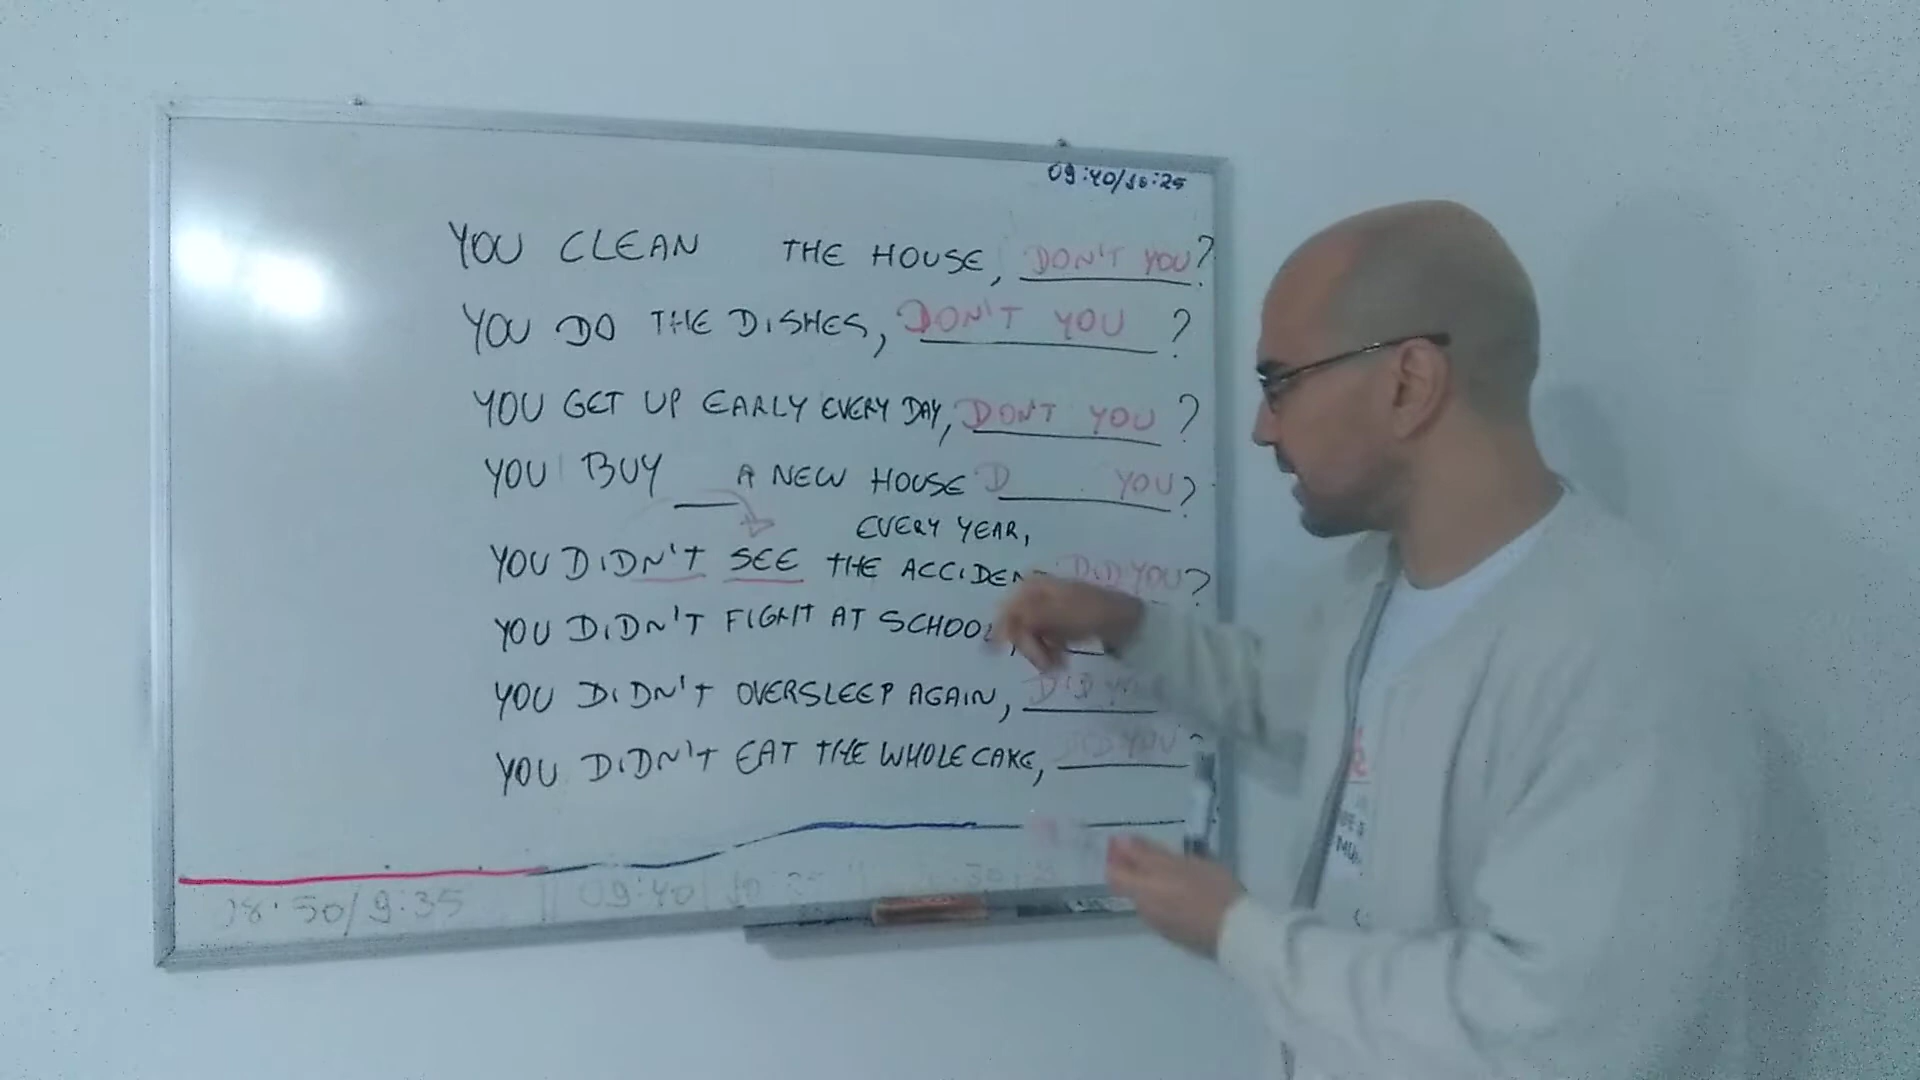 09:40/10:25
YOU CLEAN THE HOUSE, DON'T YOU?
YOU DO THE DISHES, DON'T YOU ?
YOU GET UP EARLY EVERY DAY, DON'T YOU ?
YOU BUY __ A NEW HOUSE D____ YOU?
EVERY YEAR,
YOU DIDN'T SEE THE ACCIDEN DID YOU?
YOU DIDN'T FIGHT AT SCHOOL,
YOU DIDN'T OVERSLEEP AGAIN, DID YOU
YOU DIDN'T EAT THE WHOLE CAKE, DID YOU ?
08:50/9:35 || 09:40